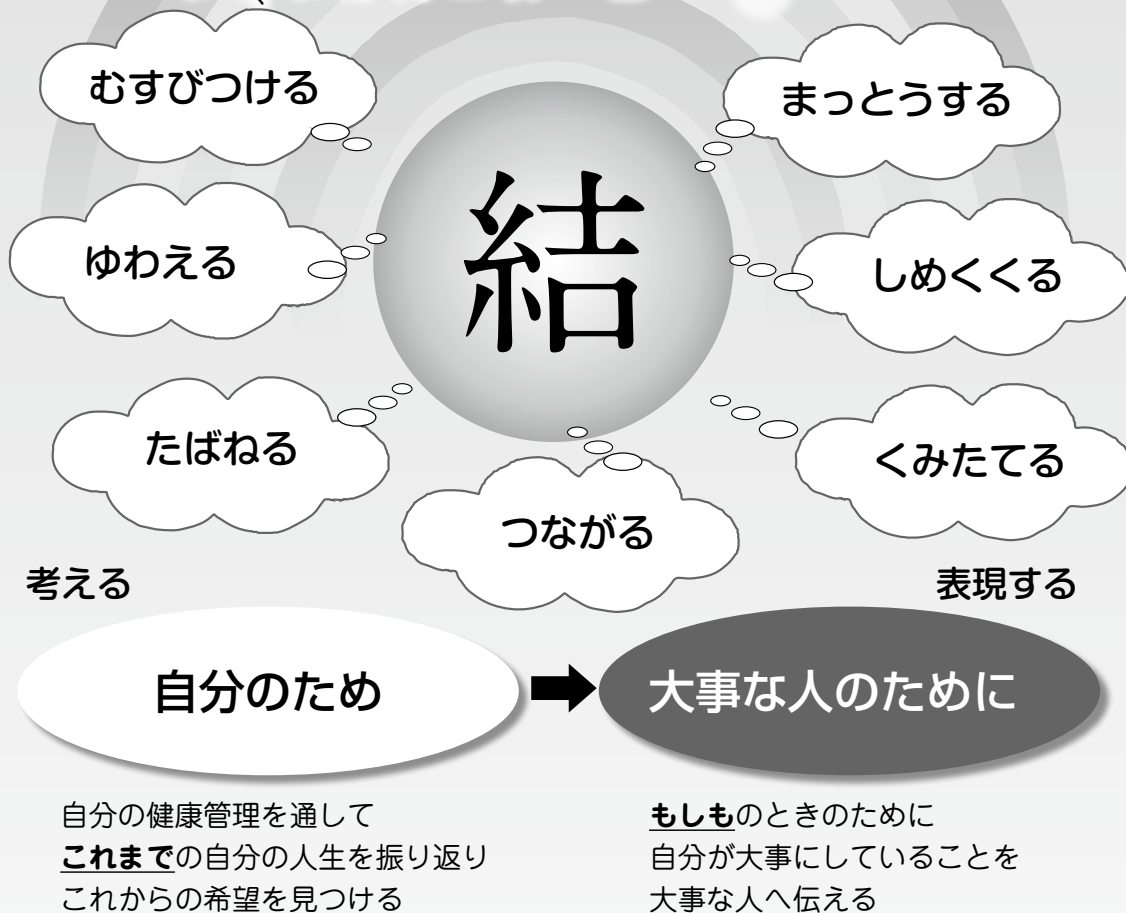 むすびつける
まっとうする
結
ゆわえる
しめくくる
たばねる
くみたてる
つながる
考える
表現する
自分のため
大事な人のために
自分の健康管理を通して
これまでの自分の人生を振り返り
これからの希望を見つける
もしものときのために
自分が大事にしていることを
大事な人へ伝える